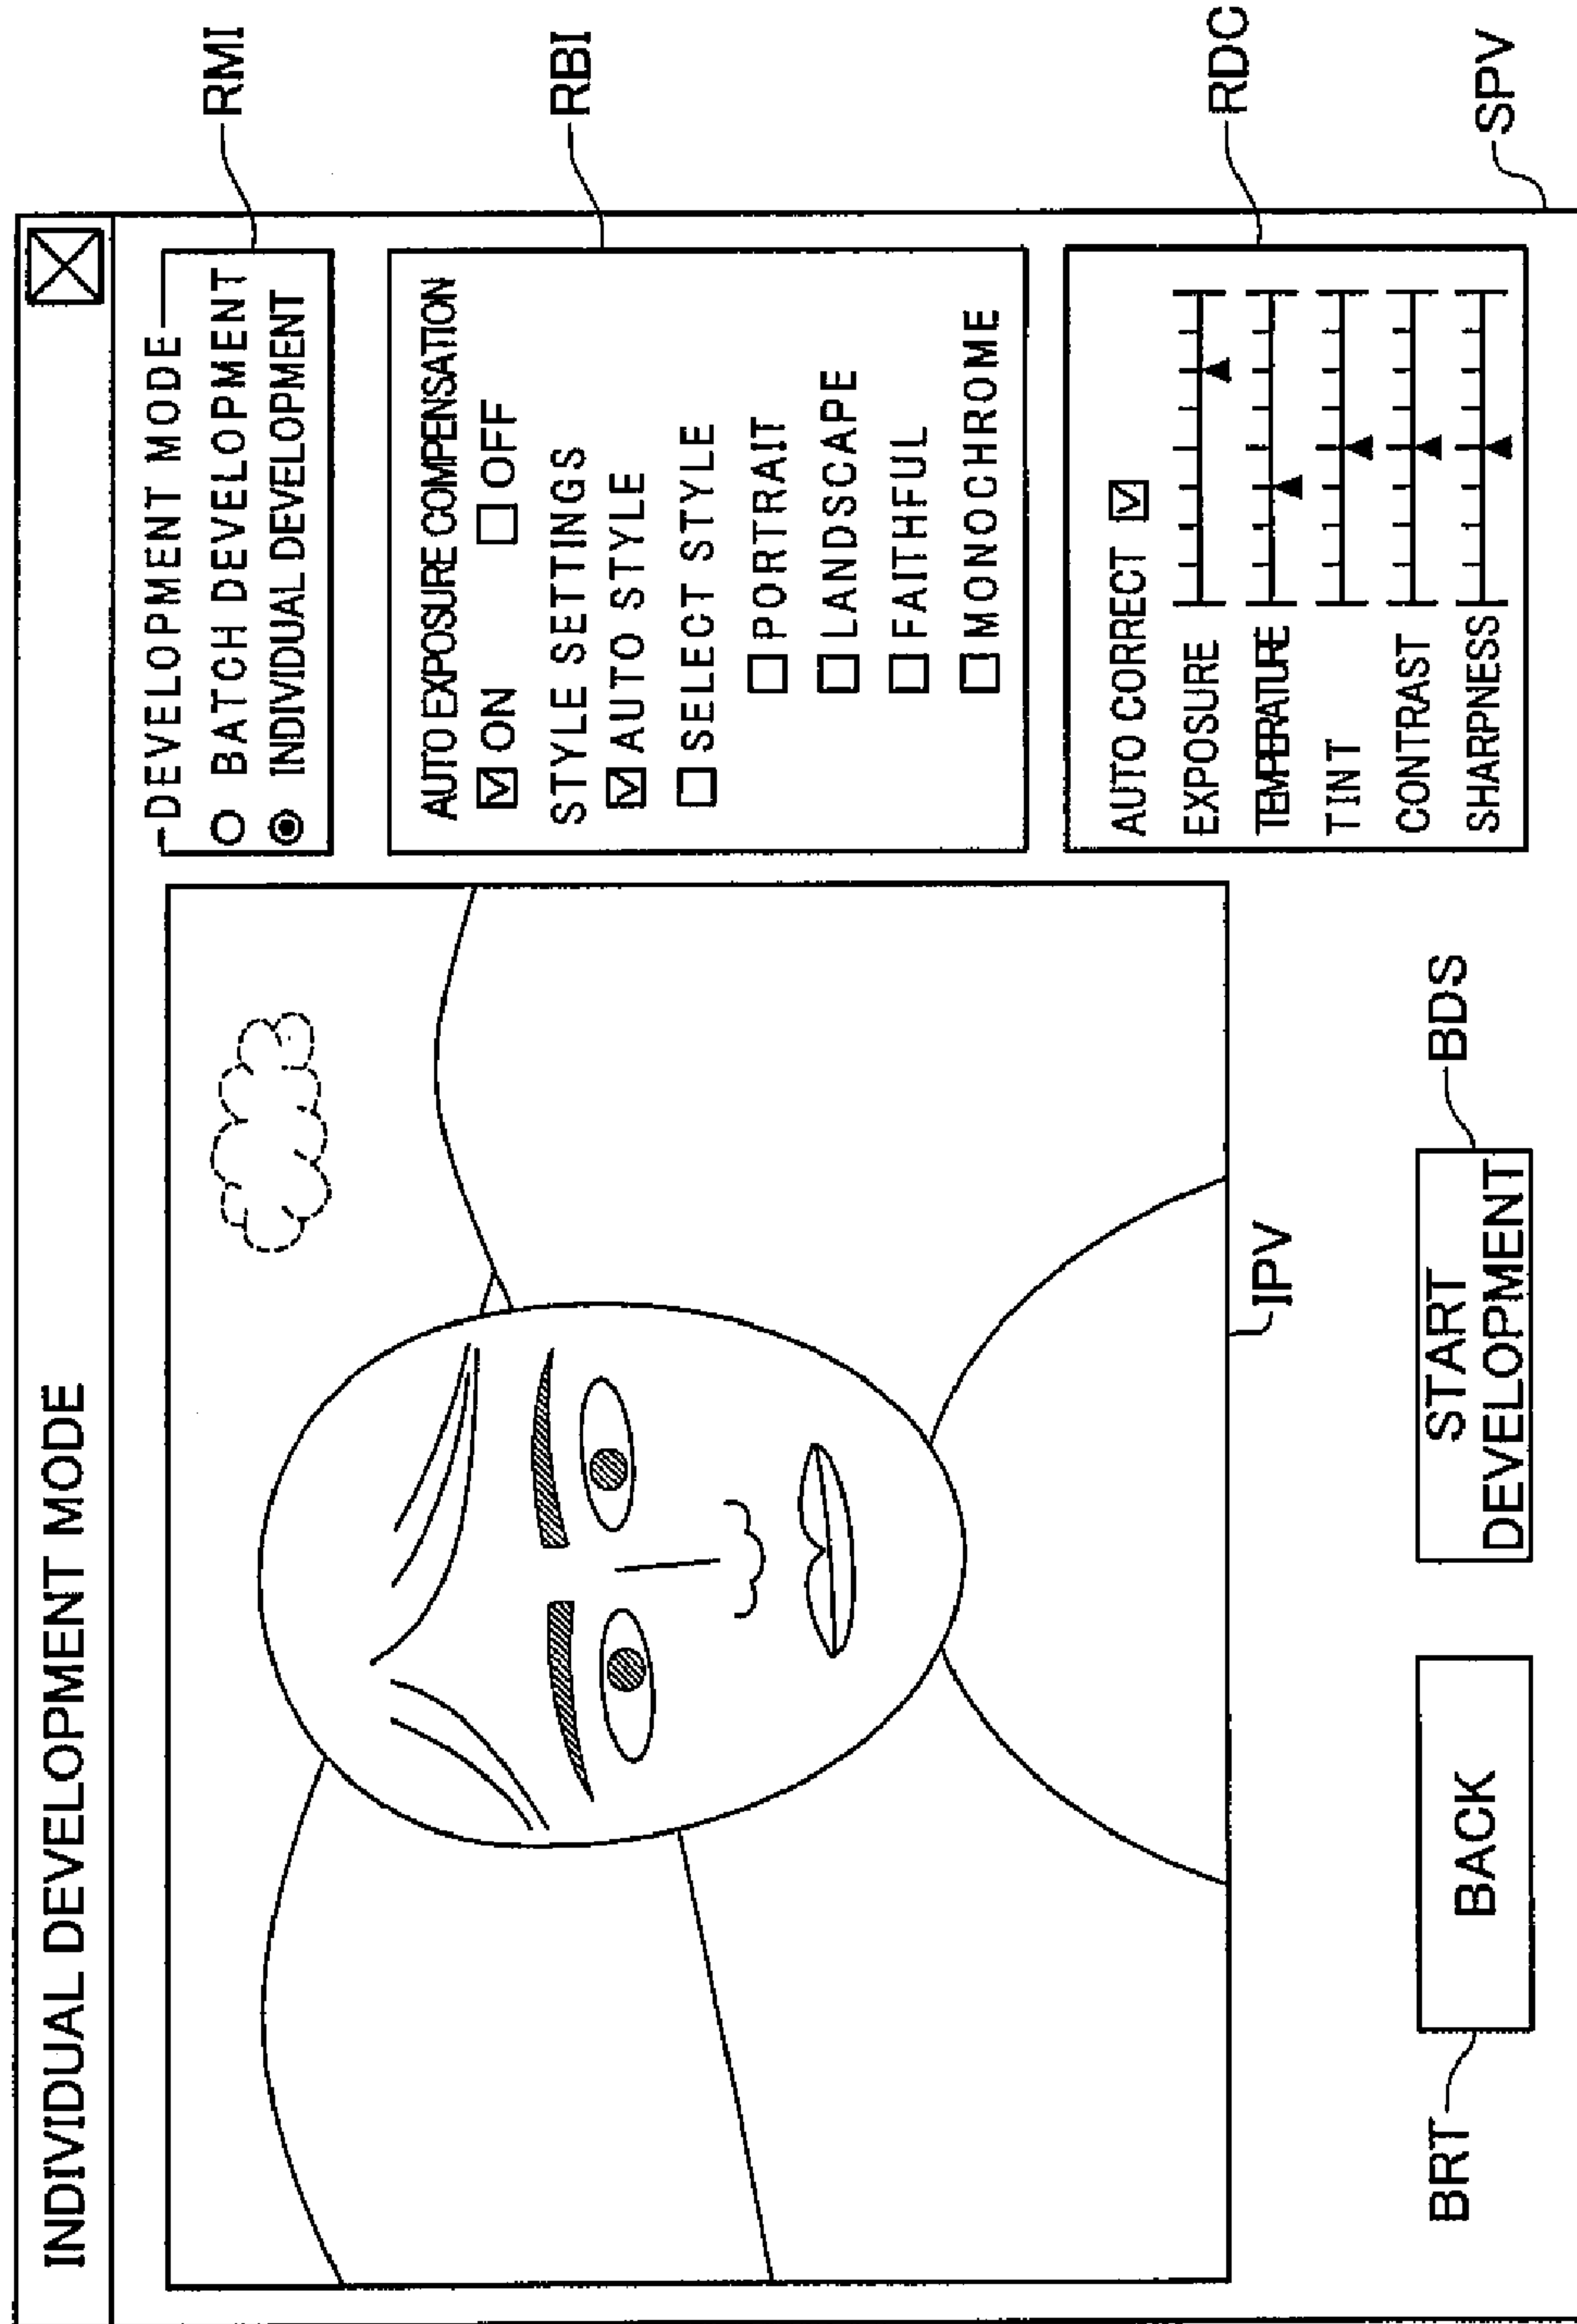 INDIVIDUAL DEVELOPMENT MODE
DEVELOPMENT MODE
BATCH DEVELOPMENT
INDIVIDUAL DEVELOPMENT
RMI
AUTO EXPOSURE COMPENSATION
ON OFF
STYLE SETTINGS
AUTO STYLE
SELECT STYLE
PORTRAIT
LANDSCAPE
FAITHFUL
MONOCHROME
RBI
AUTO CORRECT
EXPOSURE
TEMPERATURE
TINT
CONTRAST
SHARPNESS
RDC
SPV
IPV
BRT
BACK
START
DEVELOPMENT
BDS